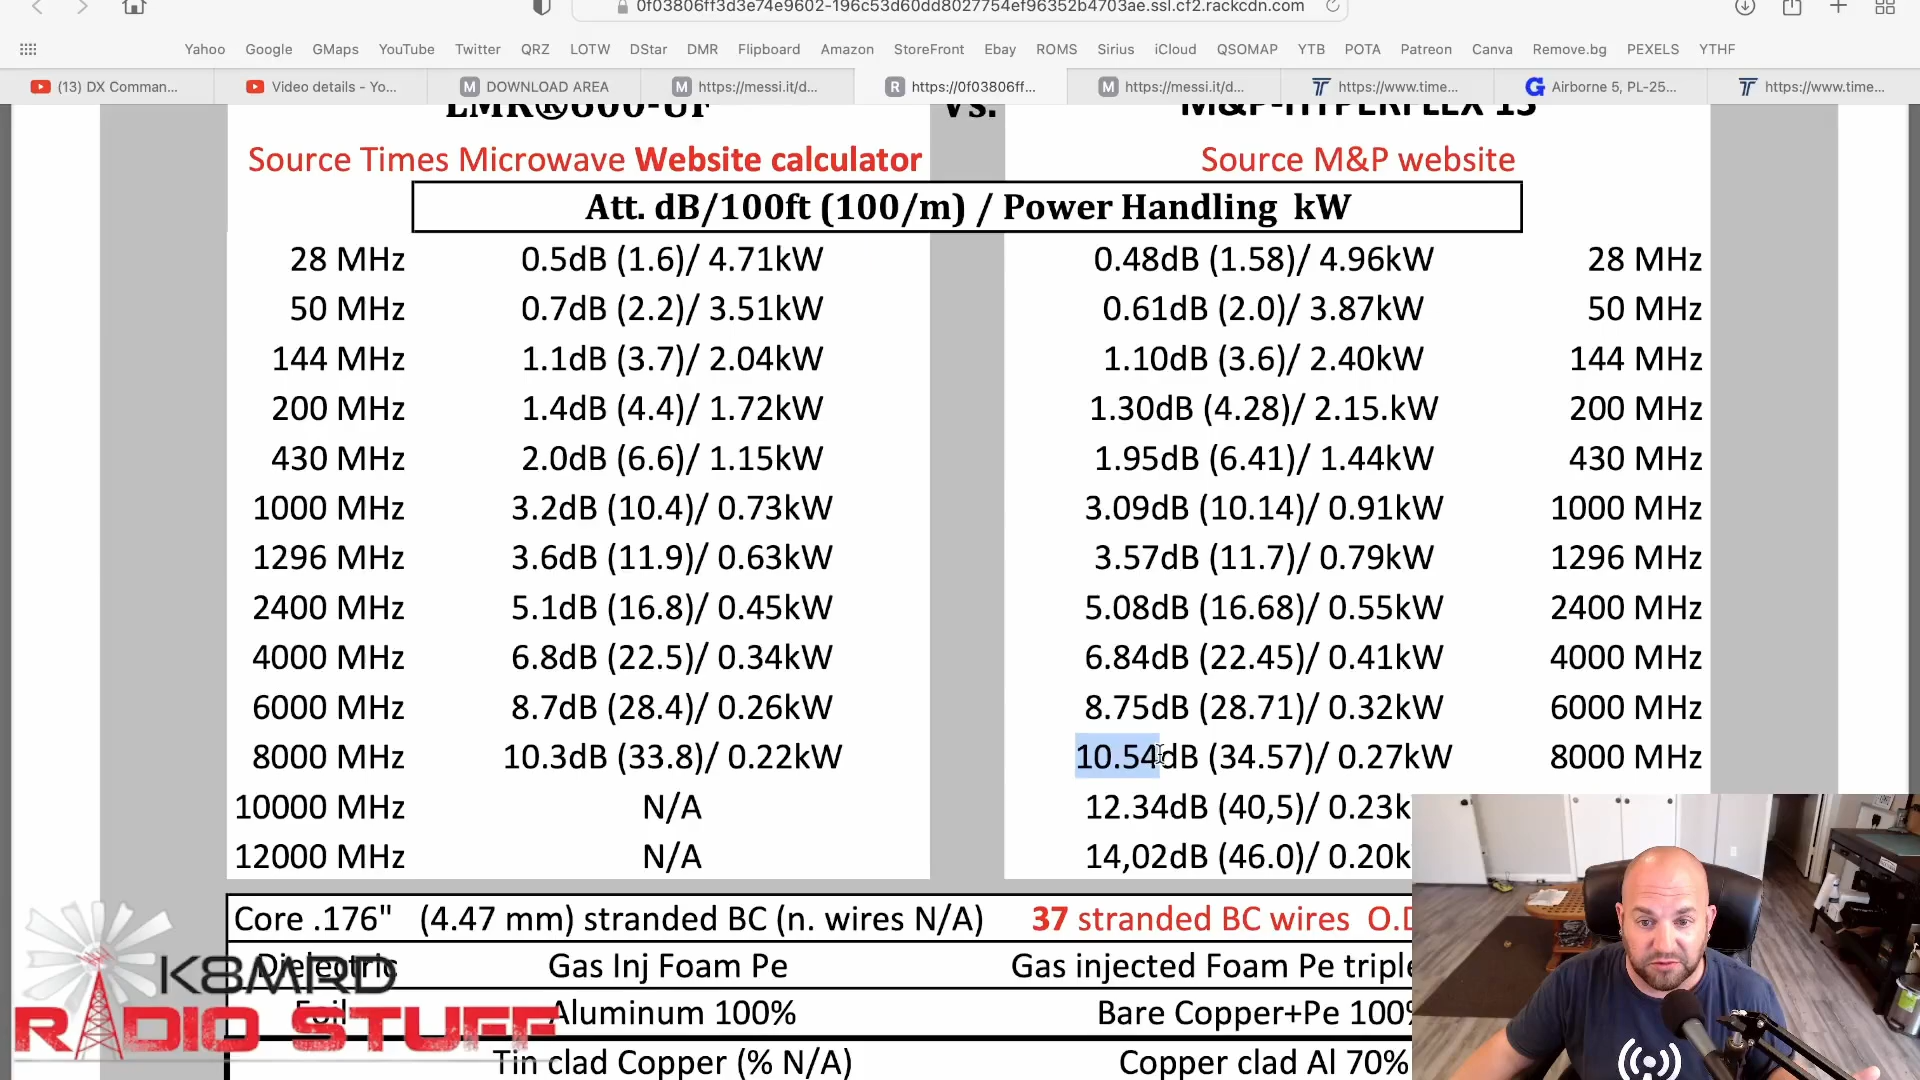 0f03806ff3d3e74e9602-196c53d60dd8027754ef96352b4703ae.ssl.cf2.rackcdn.com
Yahoo Google GMaps YouTube Twitter QRZ LOTW DStar DMR Flipboard Amazon StoreFront Ebay ROMS Sirius iCloud QSOMAP YTB POTA Patreon Canva Remove.bg PEXELS YTHF
(13) DX Comman... Video details - Yo... DOWNLOAD AREA https://messi.it/d... https://0f03806ff... https://messi.it/d... https://www.time... Airborne 5, PL-25... https://www.time...
LMR®600-UF Vs. M&P-HYPERFLEX 13
Source Times Microwave Website calculator Source M&P website
Att. dB/100ft (100/m) / Power Handling kW
28 MHz 0.5dB (1.6)/ 4.71kW 0.48dB (1.58)/ 4.96kW 28 MHz
50 MHz 0.7dB (2.2)/ 3.51kW 0.61dB (2.0)/ 3.87kW 50 MHz
144 MHz 1.1dB (3.7)/ 2.04kW 1.10dB (3.6)/ 2.40kW 144 MHz
200 MHz 1.4dB (4.4)/ 1.72kW 1.30dB (4.28)/ 2.15.kW 200 MHz
430 MHz 2.0dB (6.6)/ 1.15kW 1.95dB (6.41)/ 1.44kW 430 MHz
1000 MHz 3.2dB (10.4)/ 0.73kW 3.09dB (10.14)/ 0.91kW 1000 MHz
1296 MHz 3.6dB (11.9)/ 0.63kW 3.57dB (11.7)/ 0.79kW 1296 MHz
2400 MHz 5.1dB (16.8)/ 0.45kW 5.08dB (16.68)/ 0.55kW 2400 MHz
4000 MHz 6.8dB (22.5)/ 0.34kW 6.84dB (22.45)/ 0.41kW 4000 MHz
6000 MHz 8.7dB (28.4)/ 0.26kW 8.75dB (28.71)/ 0.32kW 6000 MHz
8000 MHz 10.3dB (33.8)/ 0.22kW 10.54dB (34.57)/ 0.27kW 8000 MHz
10000 MHz N/A 12.34dB (40,5)/ 0.23k
12000 MHz N/A 14,02dB (46.0)/ 0.20k
Core .176" (4.47 mm) stranded BC (n. wires N/A) 37 stranded BC wires O.D
Dielectric Gas Inj Foam Pe Gas injected Foam Pe triple
K8MRD
Foil Aluminum 100% Bare Copper+Pe 100%
RADIO STUFF
Tin clad Copper (% N/A) Copper clad Al 70%